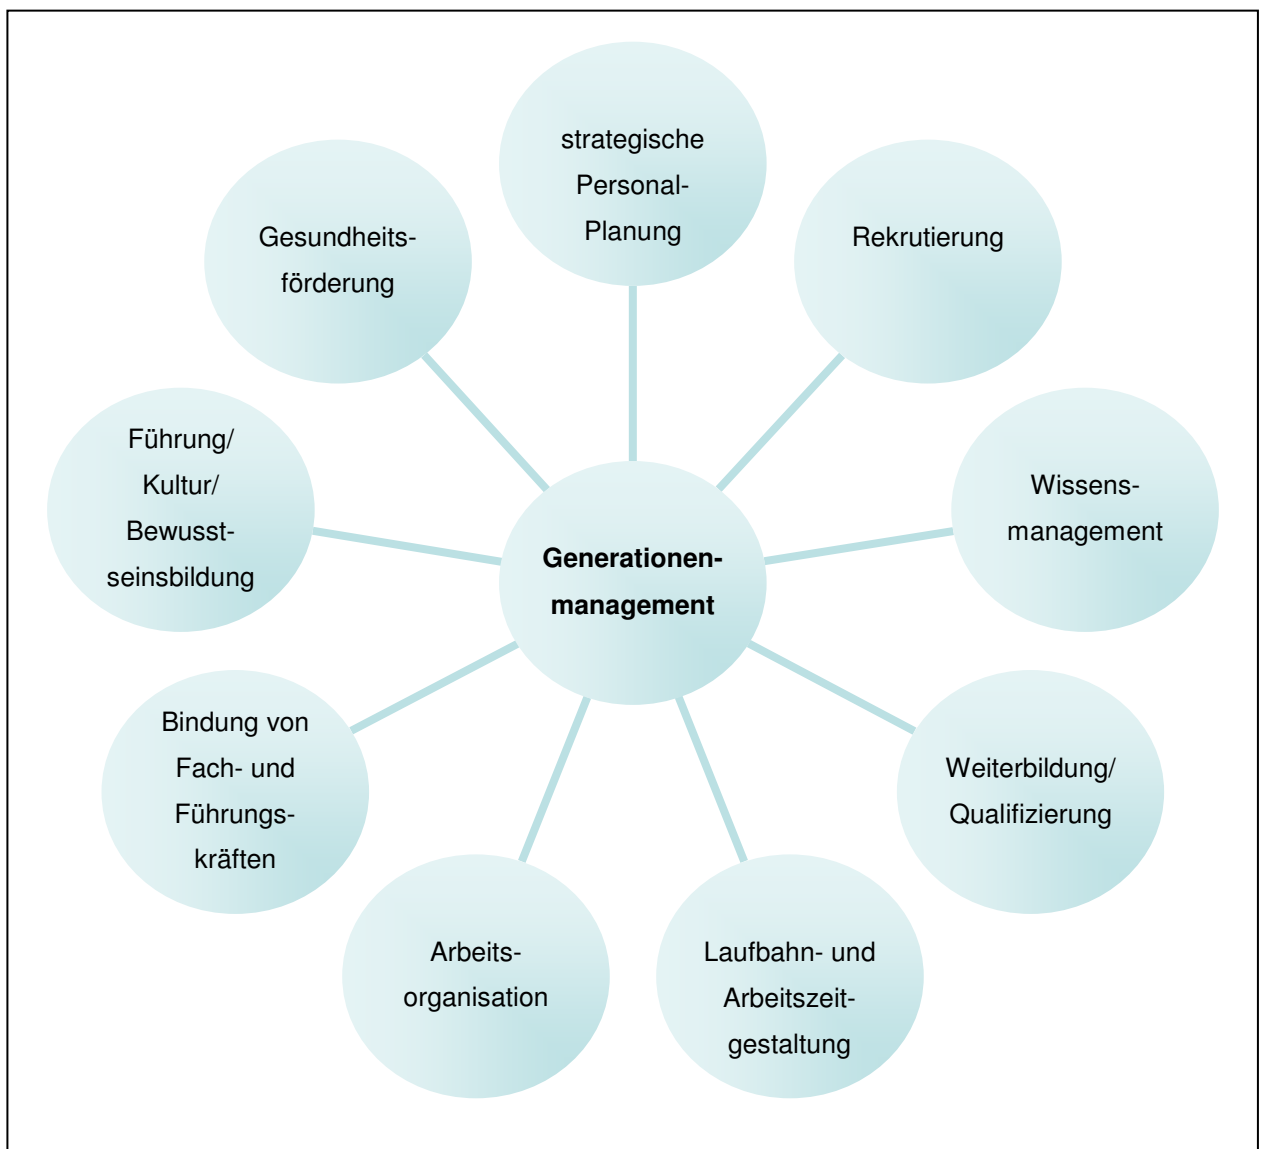 strategische
Personal-
Planung
Rekrutierung
Wissens-
management
Weiterbildung/
Qualifizierung
Laufbahn- und
Arbeitszeit-
gestaltung
Arbeits-
organisation
Bindung von
Fach- und
Führungs-
kräften
Führung/
Kultur/
Bewusst-
seinsbildung
Gesundheits-
förderung
Generationen-
management